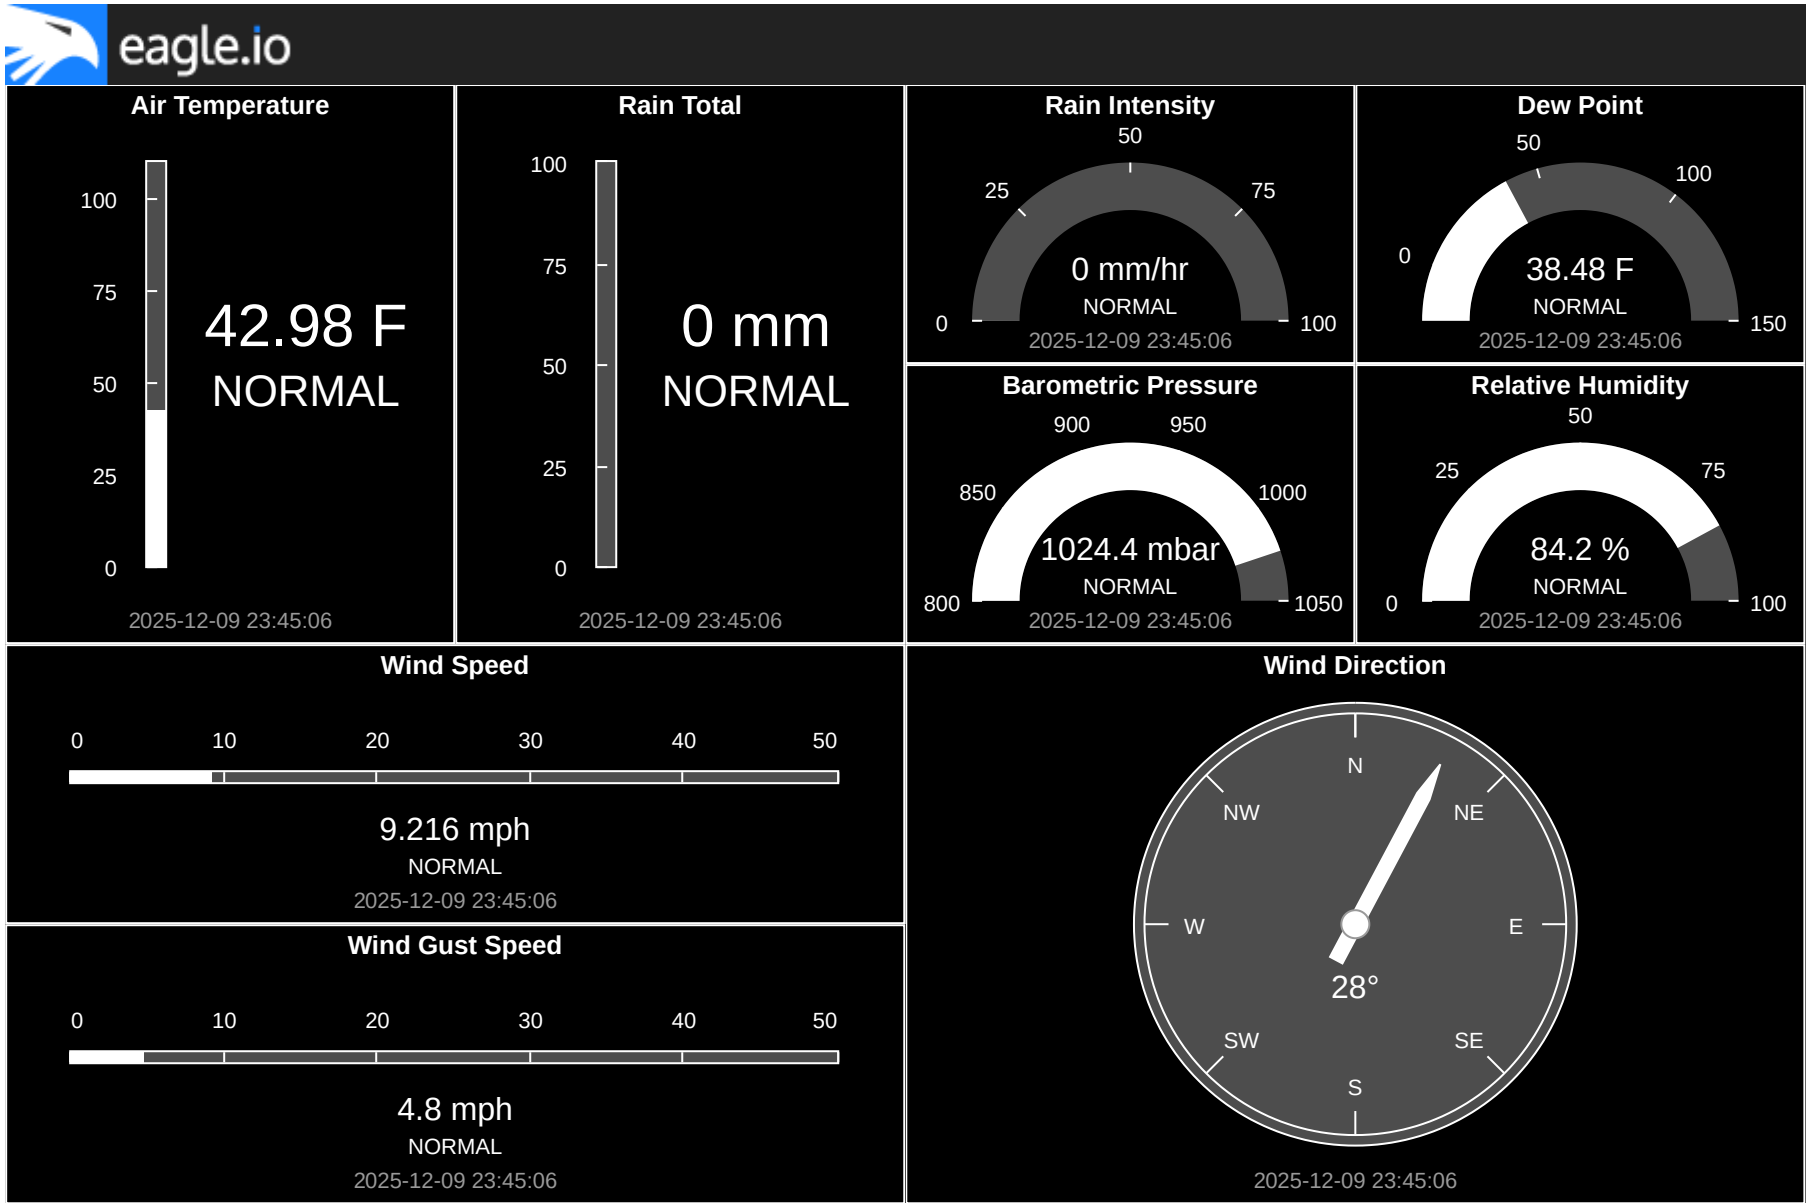 eagle.io
Air Temperature
100
75
50
25
0
42.98 F
NORMAL
2025-12-09 23:45:06
Rain Total
100
75
50
25
0
0 mm
NORMAL
2025-12-09 23:45:06
Rain Intensity
50
25
75
0
100
0 mm/hr
NORMAL
2025-12-09 23:45:06
Dew Point
50
100
0
150
38.48 F
NORMAL
2025-12-09 23:45:06
Barometric Pressure
900
950
850
1000
800
1050
1024.4 mbar
NORMAL
2025-12-09 23:45:06
Relative Humidity
50
25
75
0
100
84.2 %
NORMAL
2025-12-09 23:45:06
Wind Speed
0 10 20 30 40 50
9.216 mph
NORMAL
2025-12-09 23:45:06
Wind Gust Speed
0 10 20 30 40 50
4.8 mph
NORMAL
2025-12-09 23:45:06
Wind Direction
N
NW
NE
W
E
28°
SW
SE
S
2025-12-09 23:45:06